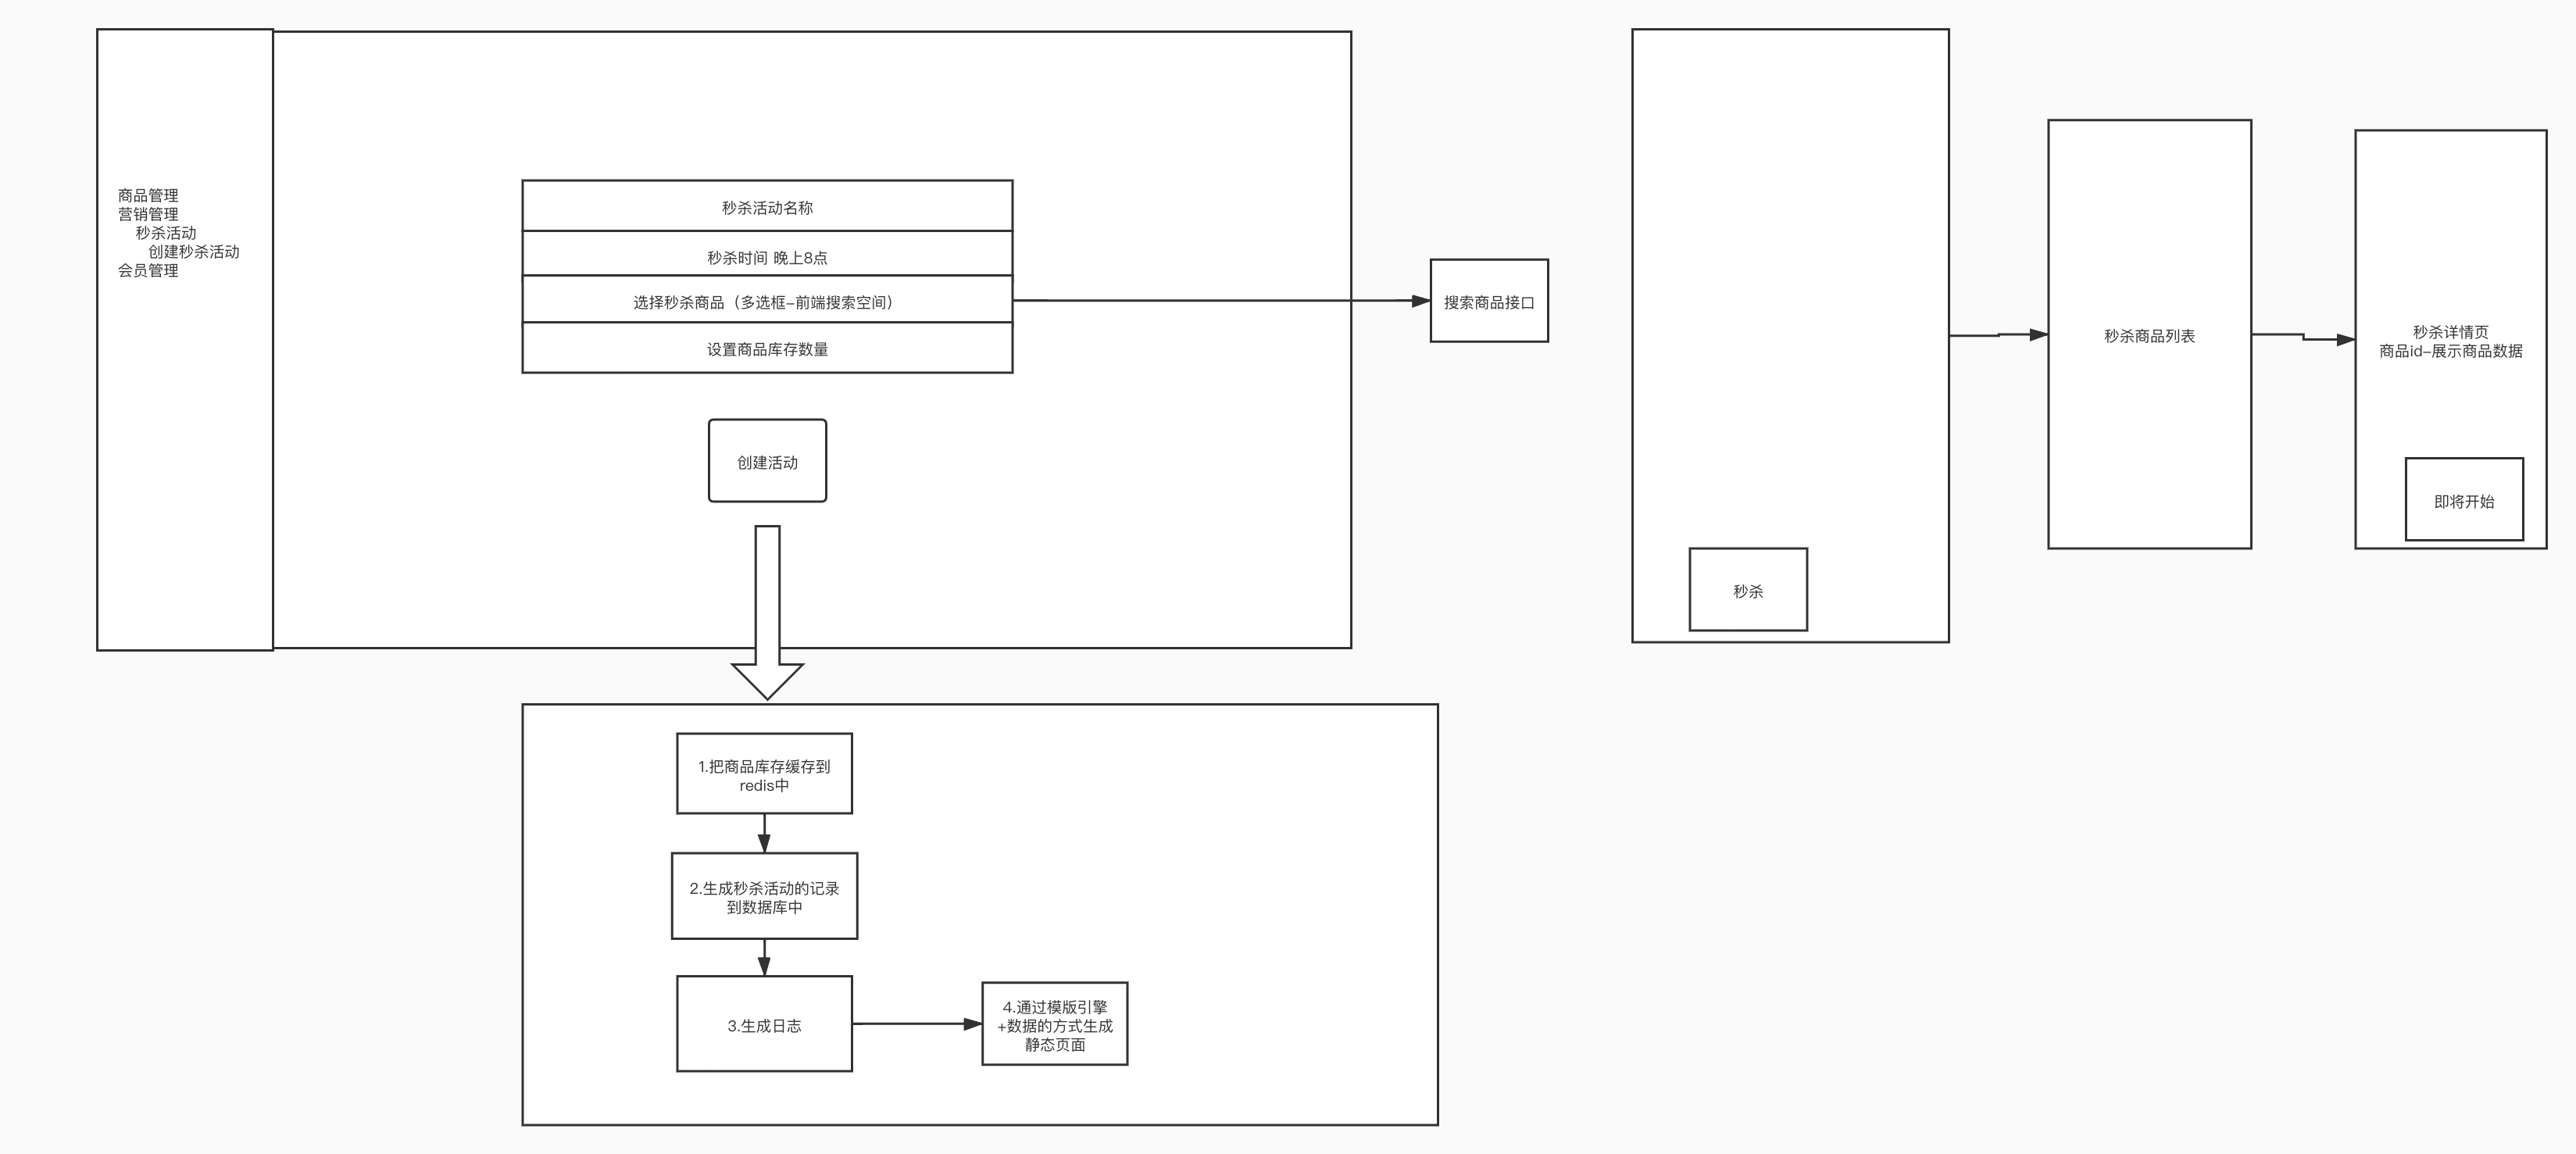 商品管理
营销管理
秒杀活动
创建秒杀活动
会员管理
秒杀活动名称
秒杀时间 晚上8点
选择秒杀商品（多选框-前端搜索空间）
设置商品库存数量
创建活动
搜索商品接口
秒杀
秒杀商品列表
秒杀详情页
商品id-展示商品数据
即将开始
1.把商品库存缓存到
redis中
2.生成秒杀活动的记录
到数据库中
3.生成日志
4.通过模版引擎
+数据的方式生成
静态页面